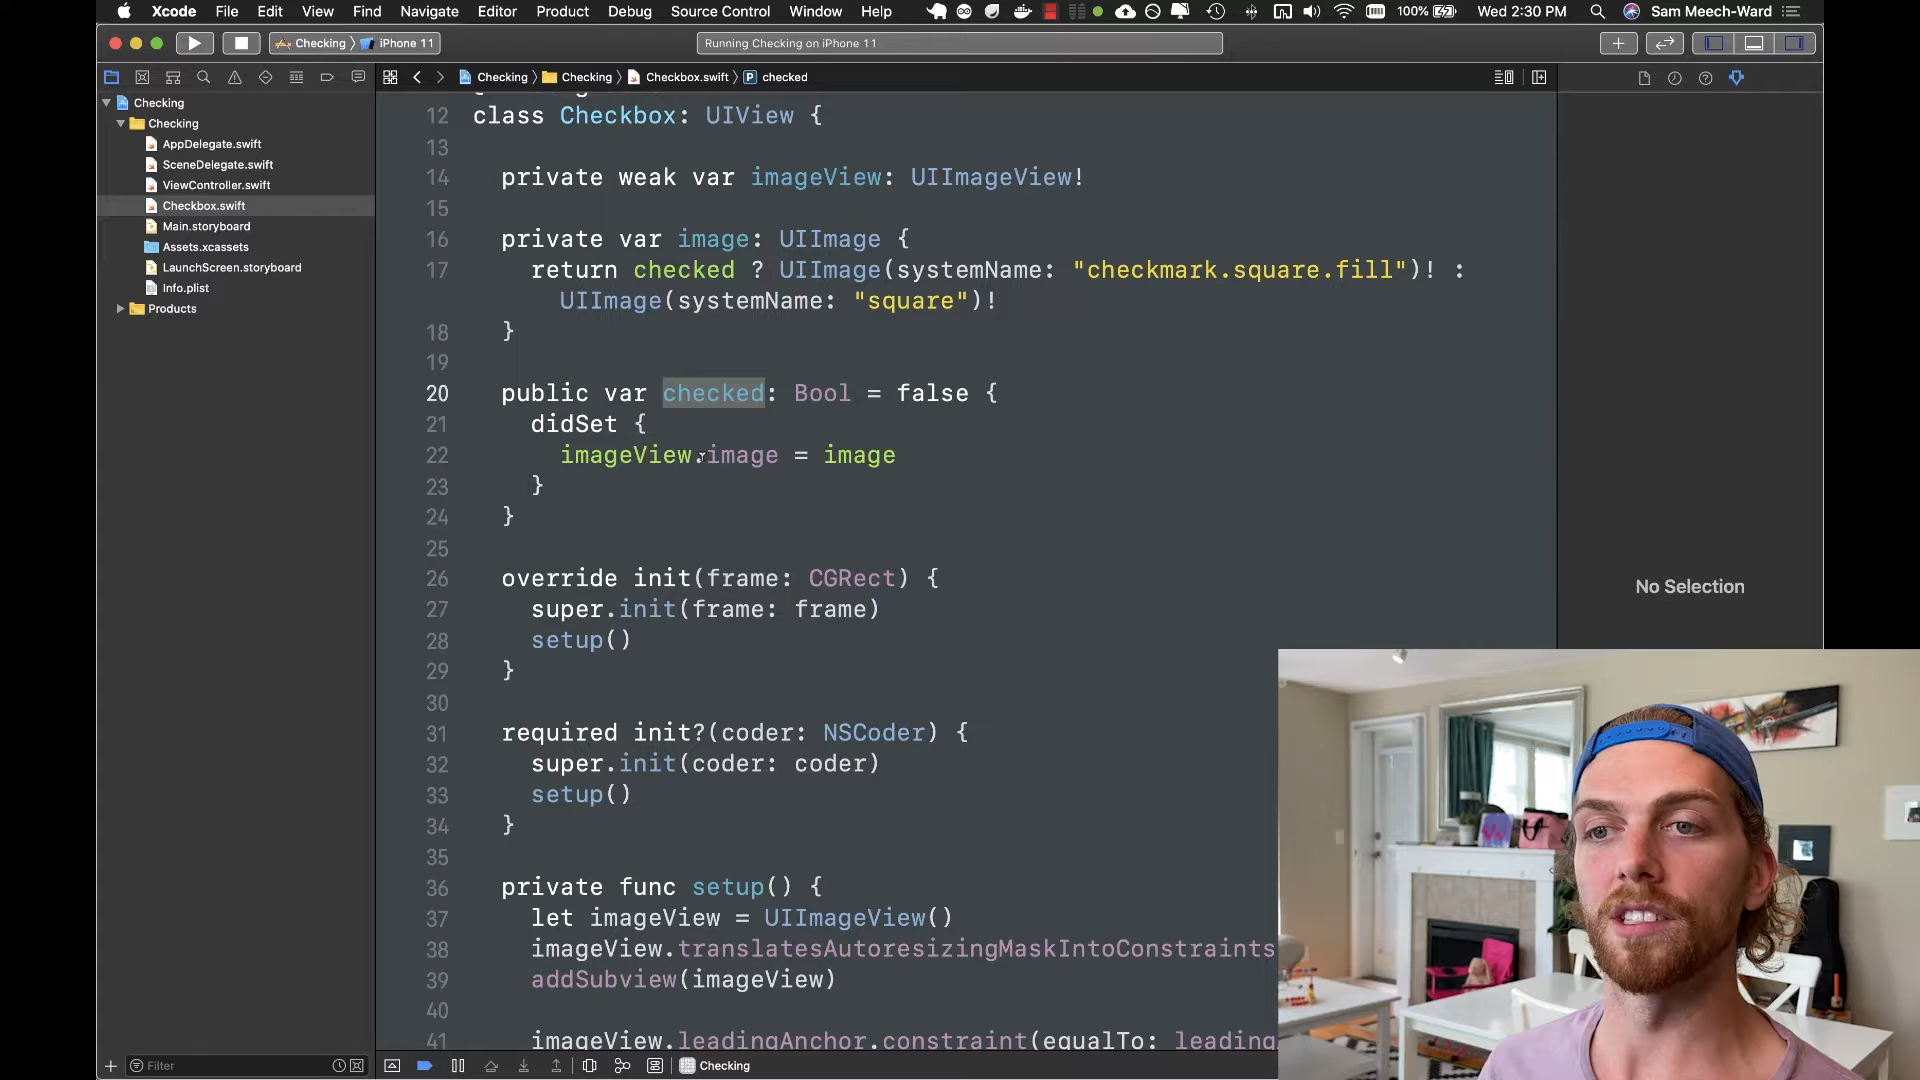 Xcode File Edit View Find Navigate Editor Product Debug Source Control Window Help 100% Wed 2:30 PM Sam Meech-Ward
Checking iPhone 11 Running Checking on iPhone 11
Checking Checking Checkbox.swift P checked
Checking
Checking
AppDelegate.swift
SceneDelegate.swift
ViewController.swift
Checkbox.swift
Main.storyboard
Assets.xcassets
LaunchScreen.storyboard
Info.plist
Products
12 class Checkbox: UIView {
13
14 private weak var imageView: UIImageView!
15
16 private var image: UIImage {
17 return checked ? UIImage(systemName: "checkmark.square.fill")! :
UIImage(systemName: "square")!
18 }
19
20 public var checked: Bool = false {
21 didSet {
22 imageView.image = image
23 }
24 }
25
26 override init(frame: CGRect) {
27 super.init(frame: frame)
28 setup()
29 }
30
31 required init?(coder: NSCoder) {
32 super.init(coder: coder)
33 setup()
34 }
35
36 private func setup() {
37 let imageView = UIImageView()
38 imageView.translatesAutoresizingMaskIntoConstraints
39 addSubview(imageView)
40
41 imageView.leadingAnchor.constraint(equalTo: leading
No Selection
Filter
Checking